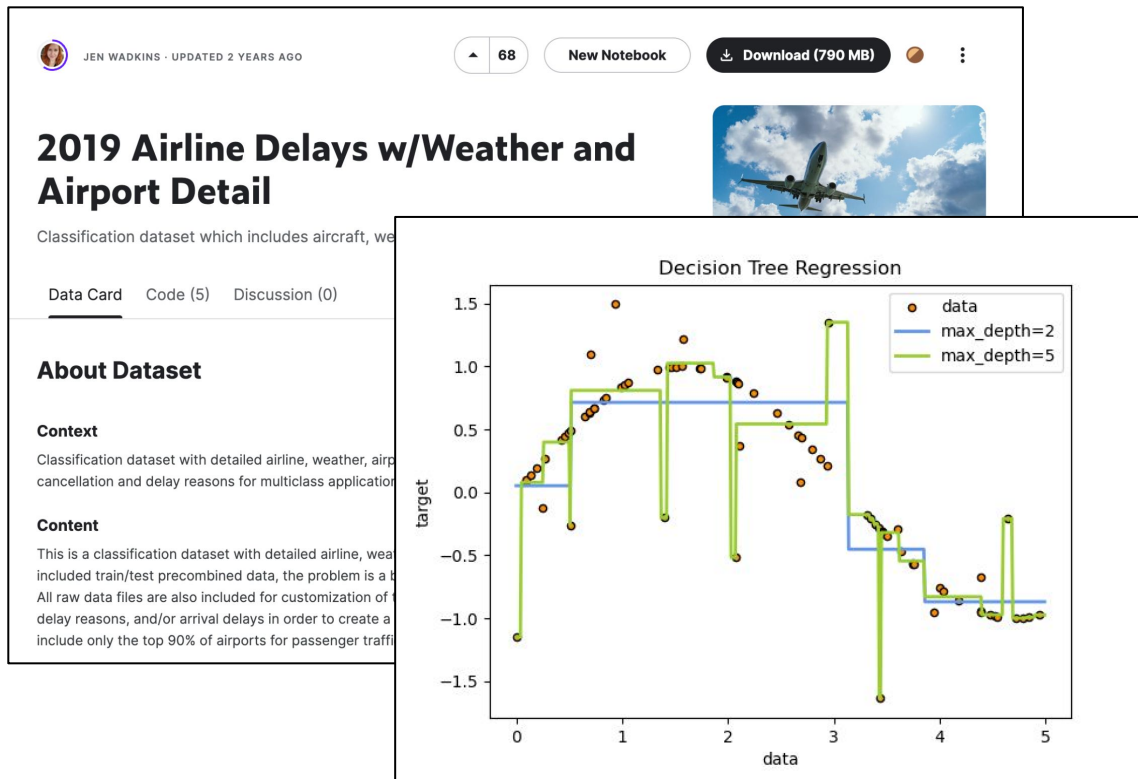 JEN WADKINS · UPDATED 2 YEARS AGO
68
New Notebook
Download (790 MB)
2019 Airline Delays w/Weather and
Airport Detail
Classification dataset which includes aircraft, we
Data Card
Code (5)
Discussion (0)
About Dataset
Context
Classification dataset with detailed airline, weather, airp
cancellation and delay reasons for multiclass application
Content
This is a classification dataset with detailed airline, wea
included train/test precombined data, the problem is a b
All raw data files are also included for customization of
delay reasons, and/or arrival delays in order to create a
include only the top 90% of airports for passenger traffi
Decision Tree Regression
data
max_depth=2
max_depth=5
1.5
1.0
0.5
0.0
−0.5
−1.0
−1.5
target
0 1 2 3 4 5
data